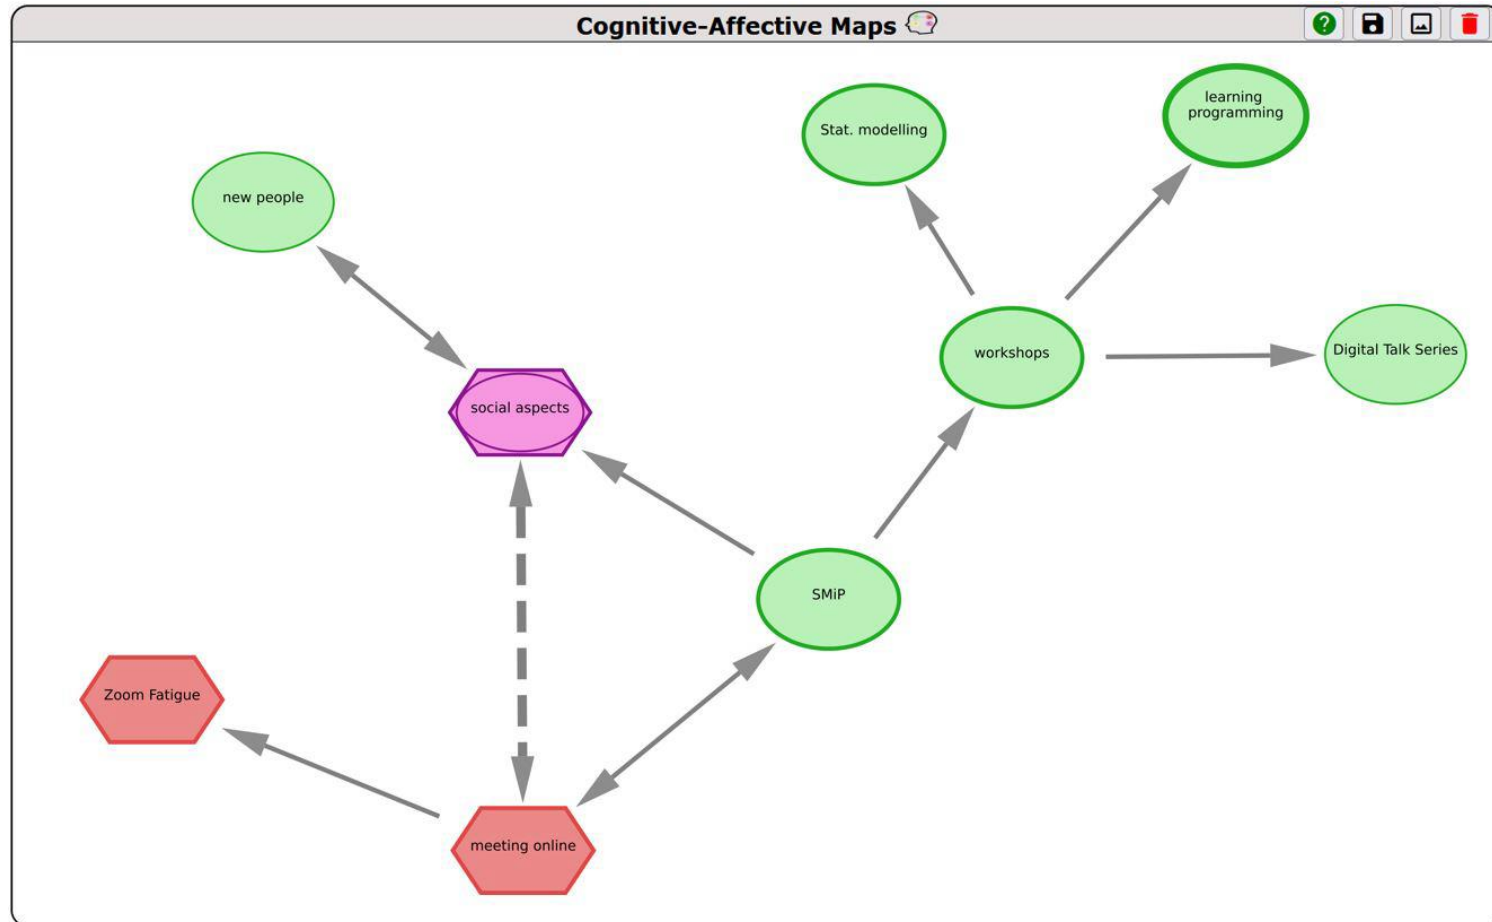 Cognitive-Affective Maps
learning
programming
Stat. modelling
new people
workshops
Digital Talk Series
social aspects
SMiP
Zoom Fatigue
meeting online